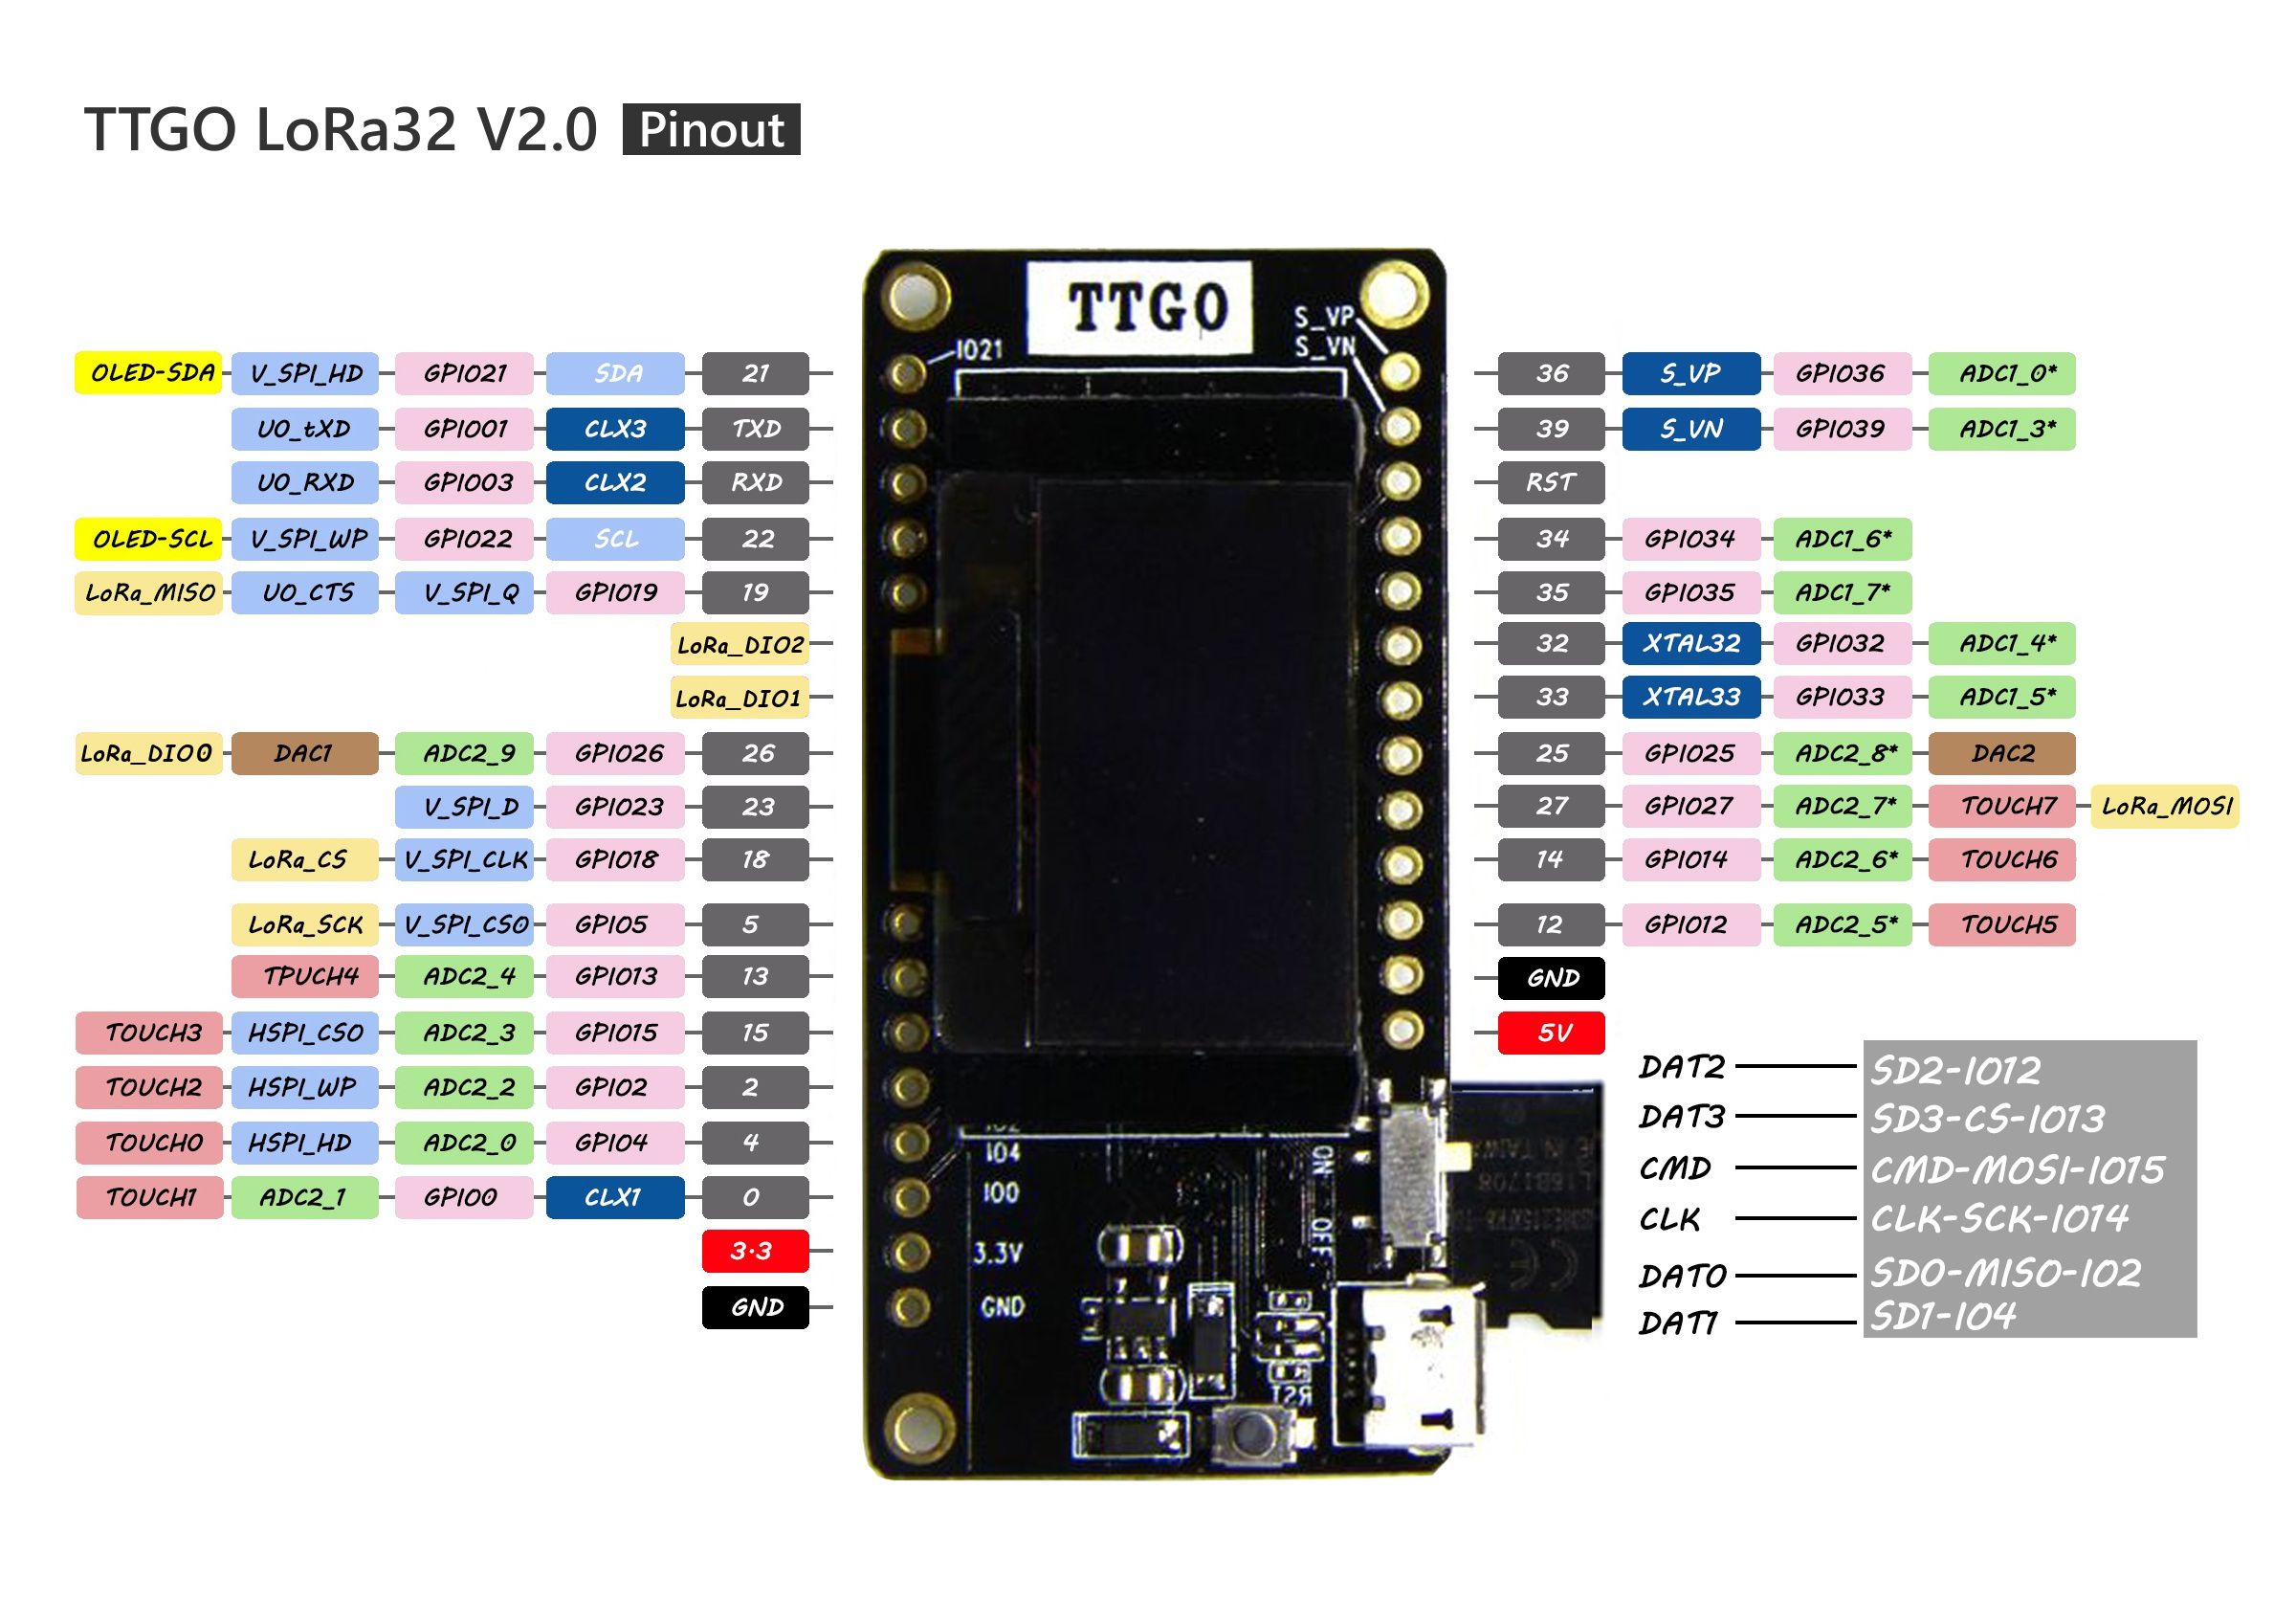 TTGO LoRa32 V2.0 Pinout
TTGO
S_VP
S_VN
IO21
OLED-SDA V_SPI_HD GPIO21 SDA 21
U0_tXD GPIO01 CLX3 TXD
U0_RXD GPIO03 CLX2 RXD
OLED-SCL V_SPI_WP GPIO22 SCL 22
LoRa_MISO U0_CTS V_SPI_Q GPIO19 19
LoRa_DIO2
LoRa_DIO1
LoRa_DIO0 DAC1 ADC2_9 GPIO26 26
V_SPI_D GPIO23 23
LoRa_CS V_SPI_CLK GPIO18 18
LoRa_SCK V_SPI_CS0 GPIO5 5
TPUCH4 ADC2_4 GPIO13 13
TOUCH3 HSPI_CS0 ADC2_3 GPIO15 15
TOUCH2 HSPI_WP ADC2_2 GPIO2 2
TOUCH0 HSPI_HD ADC2_0 GPIO4 4
TOUCH1 ADC2_1 GPIO0 CLX1 0
3.3
GND
36 S_VP GPIO36 ADC1_0*
39 S_VN GPIO39 ADC1_3*
RST
34 GPIO34 ADC1_6*
35 GPIO35 ADC1_7*
32 XTAL32 GPIO32 ADC1_4*
33 XTAL33 GPIO33 ADC1_5*
25 GPIO25 ADC2_8* DAC2
27 GPIO27 ADC2_7* TOUCH7 LoRa_MOSI
14 GPIO14 ADC2_6* TOUCH6
12 GPIO12 ADC2_5* TOUCH5
GND
5V
DAT2 SD2-IO12
DAT3 SD3-CS-IO13
CMD CMD-MOSI-IO15
CLK CLK-SCK-IO14
DAT0 SD0-MISO-IO2
DAT1 SD1-IO4
IO2
IO4
IO0
3.3V
GND
ON
OFF
RST